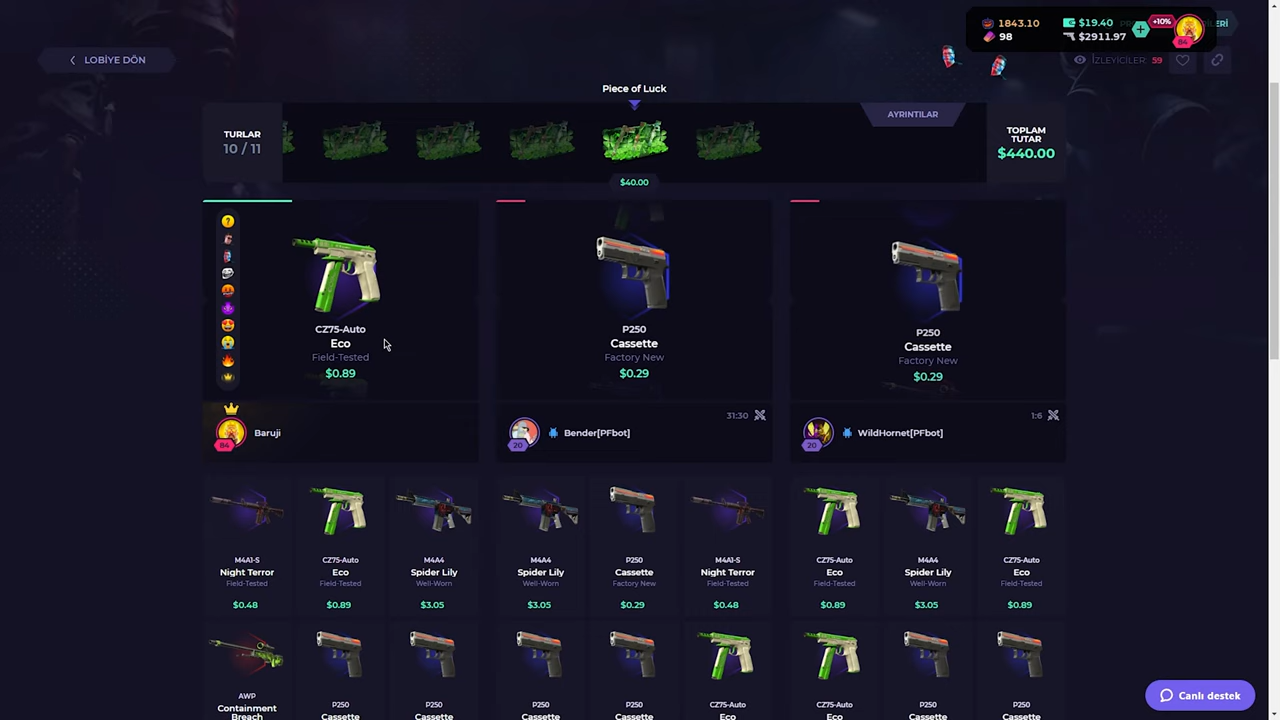 1843.10
98
$19.40
$2911.97
+10%
84
LOBİYE DÖN
İZLEYİCİLER: 59
Piece of Luck
TURLAR
10 / 11
AYRINTILAR
TOPLAM
TUTAR
$440.00
$40.00
CZ75-Auto
Eco
Field-Tested
$0.89
P250
Cassette
Factory New
$0.29
P250
Cassette
Factory New
$0.29
84
Baruji
20
Bender[PFbot]
31:30
20
WildHornet[PFbot]
1:6
M4A1-S
Night Terror
Field-Tested
$0.48
CZ75-Auto
Eco
Field-Tested
$0.89
M4A4
Spider Lily
Well-Worn
$3.05
M4A4
Spider Lily
Well-Worn
$3.05
P250
Cassette
Factory New
$0.29
M4A1-S
Night Terror
Field-Tested
$0.48
CZ75-Auto
Eco
Field-Tested
$0.89
M4A4
Spider Lily
Well-Worn
$3.05
CZ75-Auto
Eco
Field-Tested
$0.89
AWP
Containment
Breach
P250
Cassette
P250
Cassette
P250
Cassette
P250
Cassette
CZ75-Auto
Eco
CZ75-Auto
Eco
P250
Cassette
P250
Cassette
Canlı destek